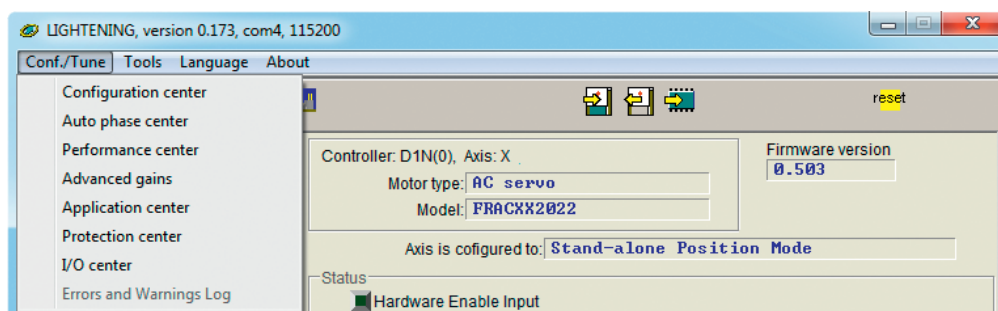 LIGHTENING, version 0.173, com4, 115200
Conf./Tune Tools Language About
Configuration center
Auto phase center
Performance center
Advanced gains
Application center
Protection center
I/O center
Errors and Warnings Log
reset
Controller: D1N(0), Axis: X
Motor type: AC servo
Model: FRACXX2022
Firmware version
0.503
Axis is cofigured to: Stand-alone Position Mode
Status
Hardware Enable Input